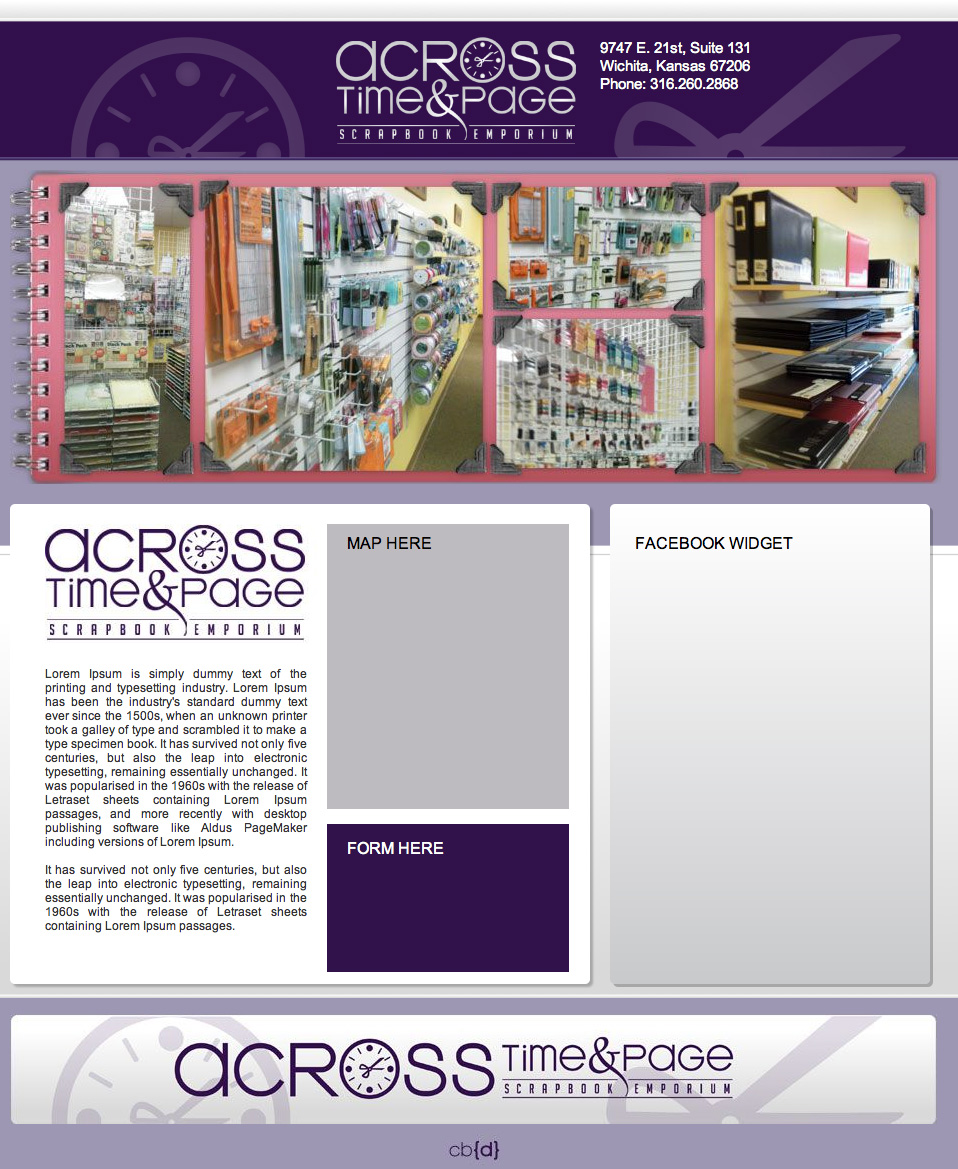 acROSS
Time&Page
SCRAPBOOK EMPORIUM
9747 E. 21st, Suite 131
Wichita, Kansas 67206
Phone: 316.260.2868
acROSS
Time&Page
SCRAPBOOK EMPORIUM
Lorem Ipsum is simply dummy text of the
printing and typesetting industry. Lorem Ipsum
has been the industry's standard dummy text
ever since the 1500s, when an unknown printer
took a galley of type and scrambled it to make a
type specimen book. It has survived not only five
centuries, but also the leap into electronic
typesetting, remaining essentially unchanged. It
was popularised in the 1960s with the release of
Letraset sheets containing Lorem Ipsum
passages, and more recently with desktop
publishing software like Aldus PageMaker
including versions of Lorem Ipsum.
It has survived not only five centuries, but also
the leap into electronic typesetting, remaining
essentially unchanged. It was popularised in the
1960s with the release of Letraset sheets
containing Lorem Ipsum passages.
MAP HERE
FORM HERE
FACEBOOK WIDGET
acROSS
Time&Page
SCRAPBOOK EMPORIUM
cb{d}